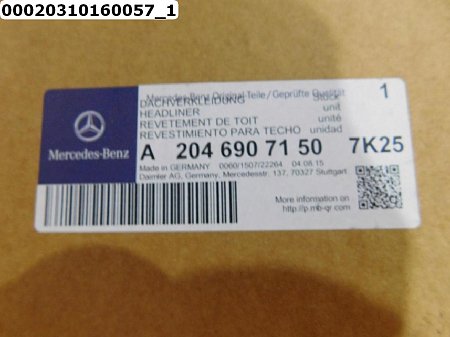 00020310160057_1
Mercedes-Benz Original-Teile/Geprüfte Qualität
DACHVERKLEIDUNG Stück 1
HEADLINER unit
REVETEMENT DE TOIT unité
REVESTIMIENTO PARA TECHO unidad
Mercedes-Benz
A 204 690 71 50 7K25
Made in GERMANY 0060/1507/22264 04.08.15
Daimler AG, Germany, Mercedesstr. 137, 70327 Stuttgart
More information on
http://p.mb-qr.com